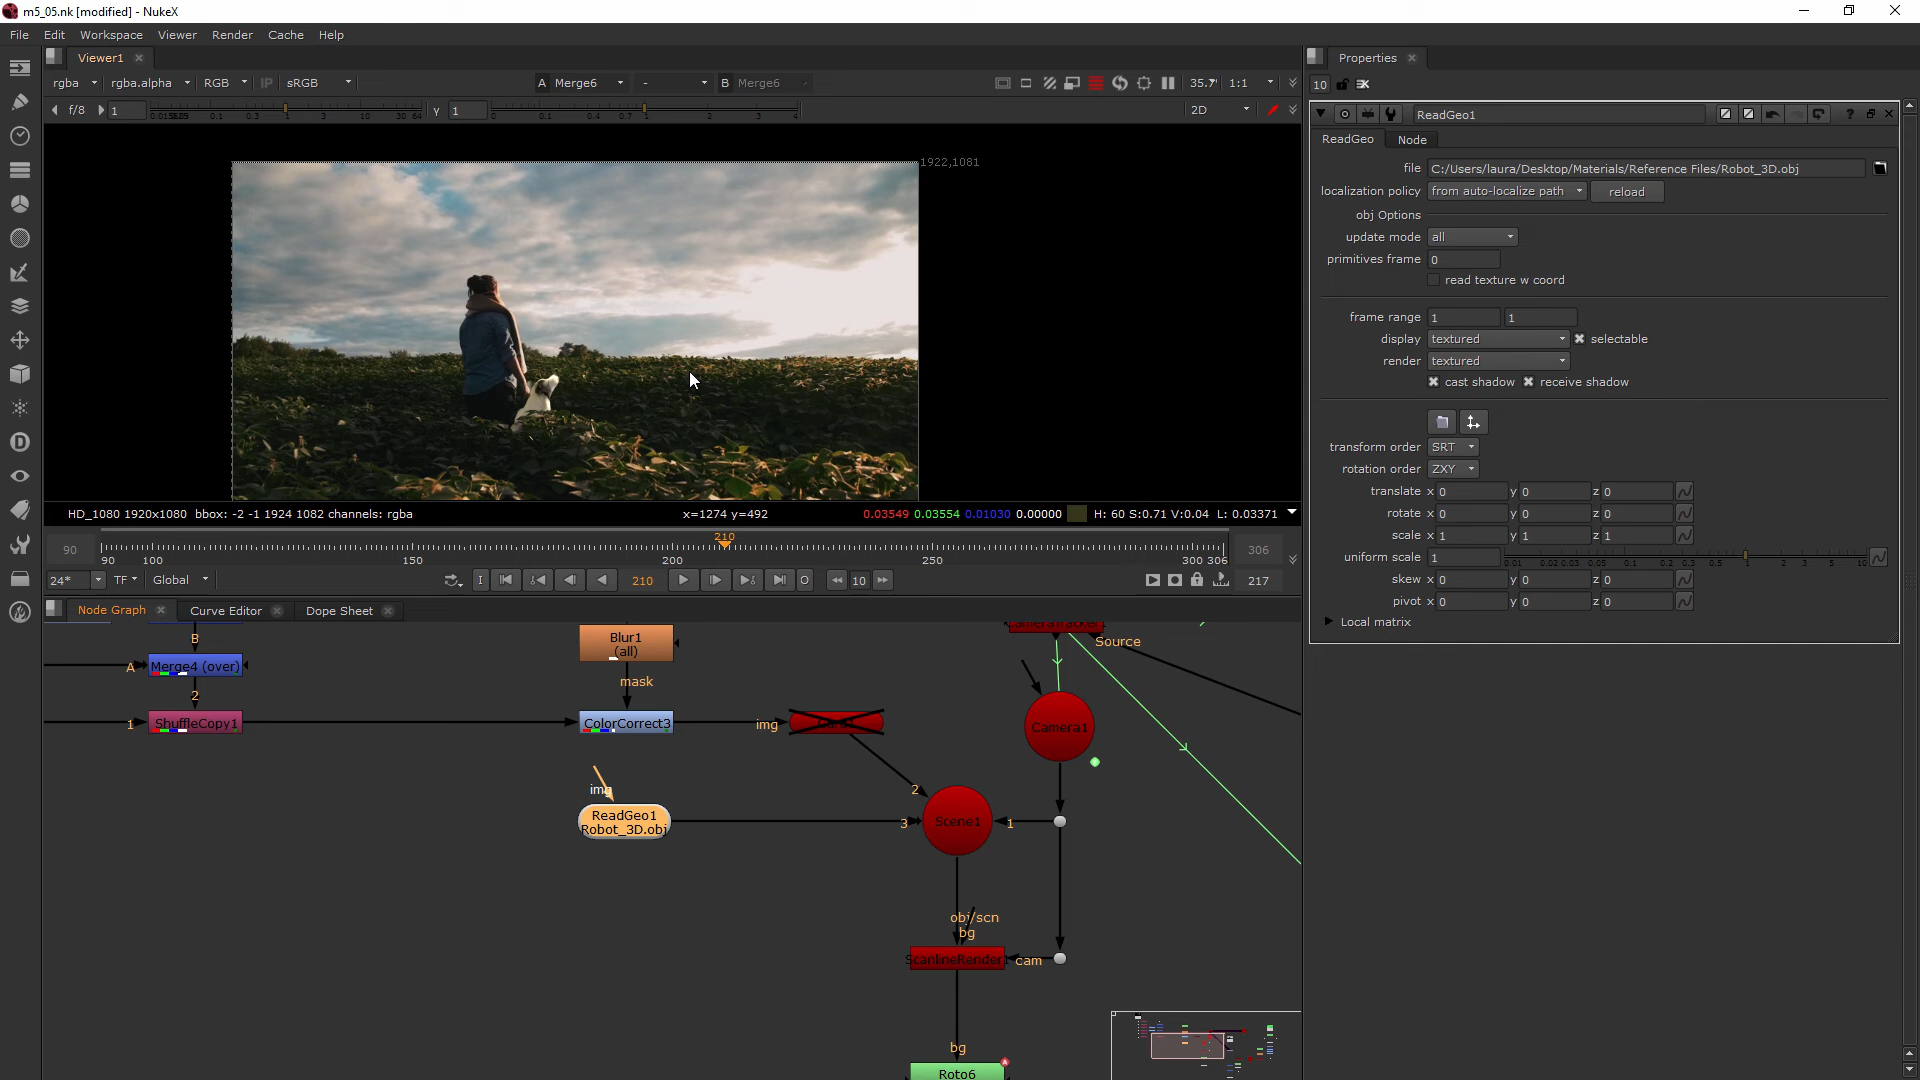 m5_05.nk [modified] - NukeX
File Edit Workspace Viewer Render Cache Help
Viewer1
rgba rgba.alpha RGB IP sRGB A Merge6 - B Merge6 35.7 1:1
f/8 1 Y 1 2D
1922,1081
HD_1080 1920x1080 bbox: -2 -1 1924 1082 channels: rgba x=1274 y=492 0.03549 0.03554 0.01030 0.00000 H: 60 S:0.71 V:0.04 L: 0.03371
210
90 90 100 150 200 250 300 306 306
24* TF Global I 210 O 10 217
Node Graph Curve Editor Dope Sheet
B
A Merge4 (over)
2
1 ShuffleCopy1
Blur1
(all)
mask
ColorCorrect3 img
img
ReadGeo1
Robot_3D.obj
Source
Camera1
2
3 Scene1 1
obj/scn
bg
ScanlineRender1 cam
bg
Roto6
Properties
10
ReadGeo1
ReadGeo Node
file C:/Users/laura/Desktop/Materials/Reference Files/Robot_3D.obj
localization policy from auto-localize path reload
obj Options
update mode all
primitives frame 0
read texture w coord
frame range 1 1
display textured selectable
render textured
cast shadow receive shadow
transform order SRT
rotation order ZXY
translate x 0 y 0 z 0
rotate x 0 y 0 z 0
scale x 1 y 1 z 1
uniform scale 1
skew x 0 y 0 z 0
pivot x 0 y 0 z 0
Local matrix